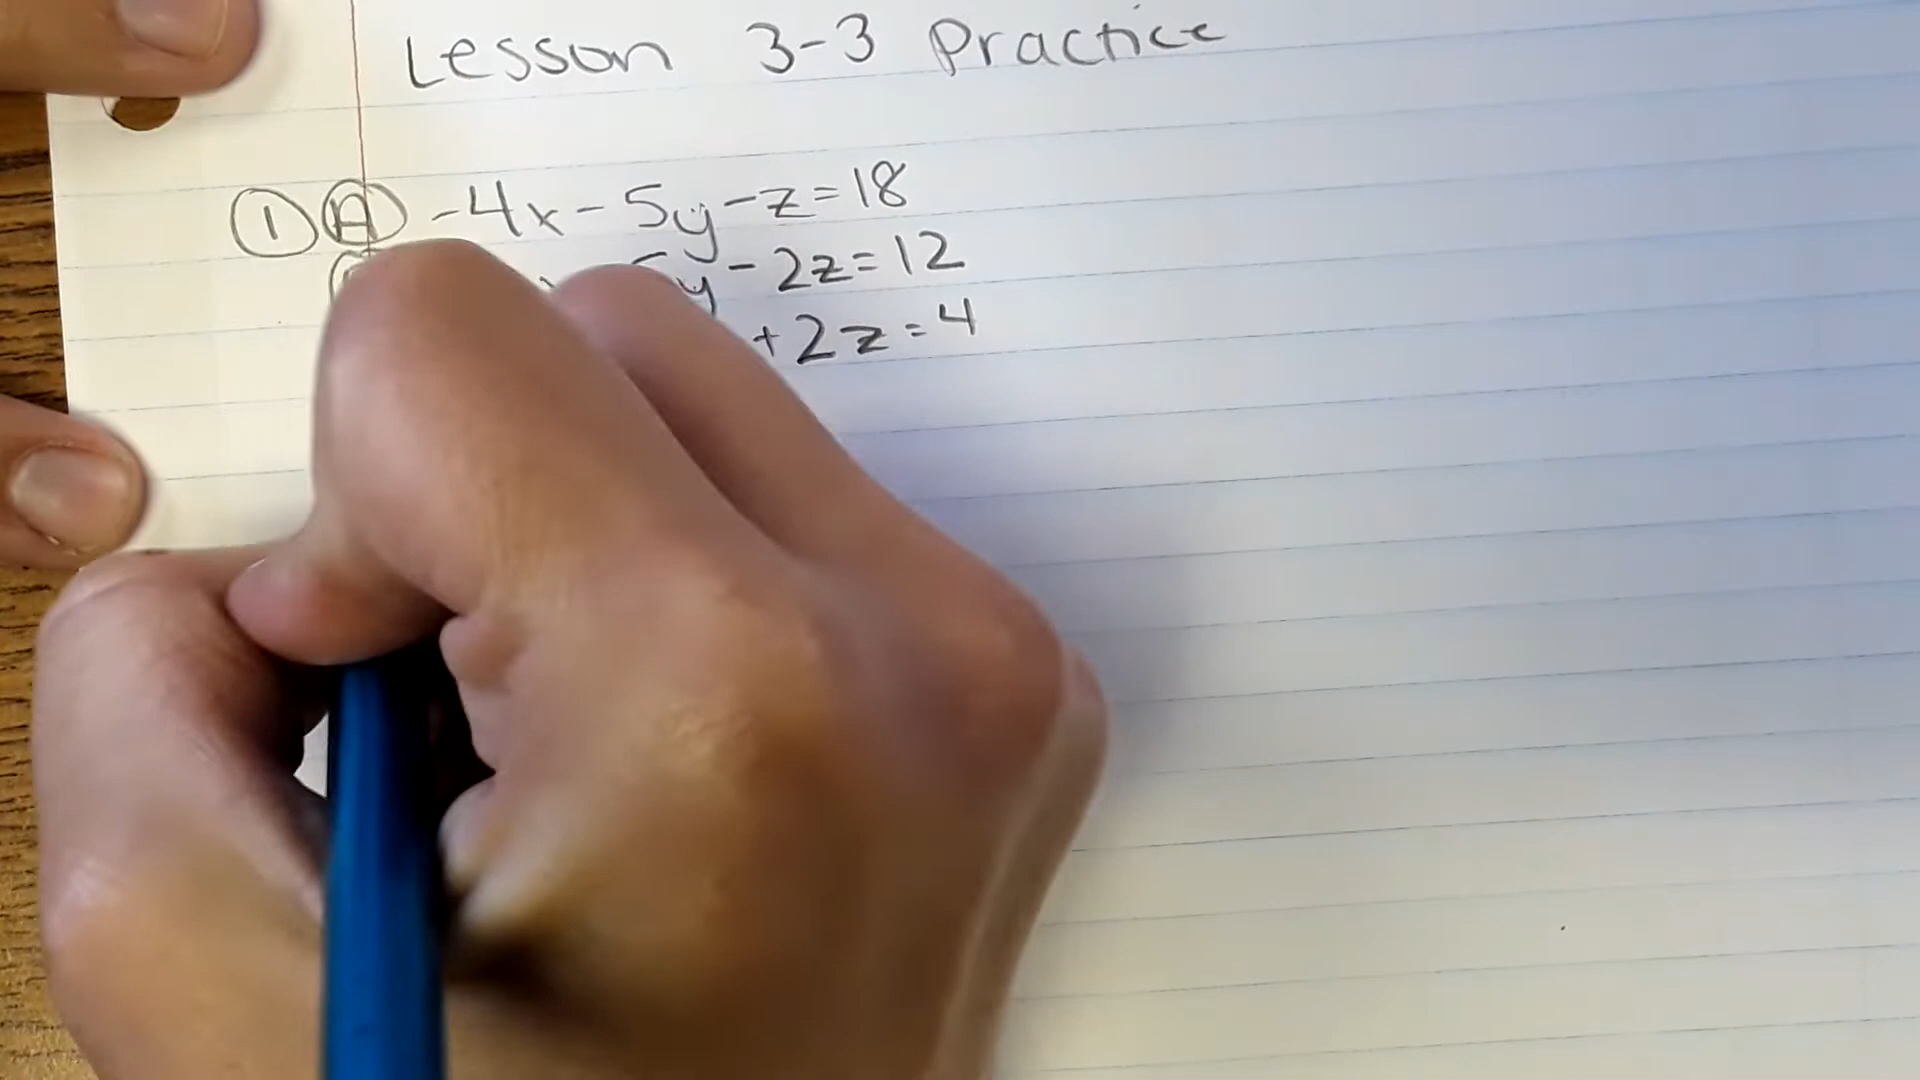 Lesson 3-3 Practice
① Ⓐ -4x-5y-z=18
y-2z=12
+2z=4